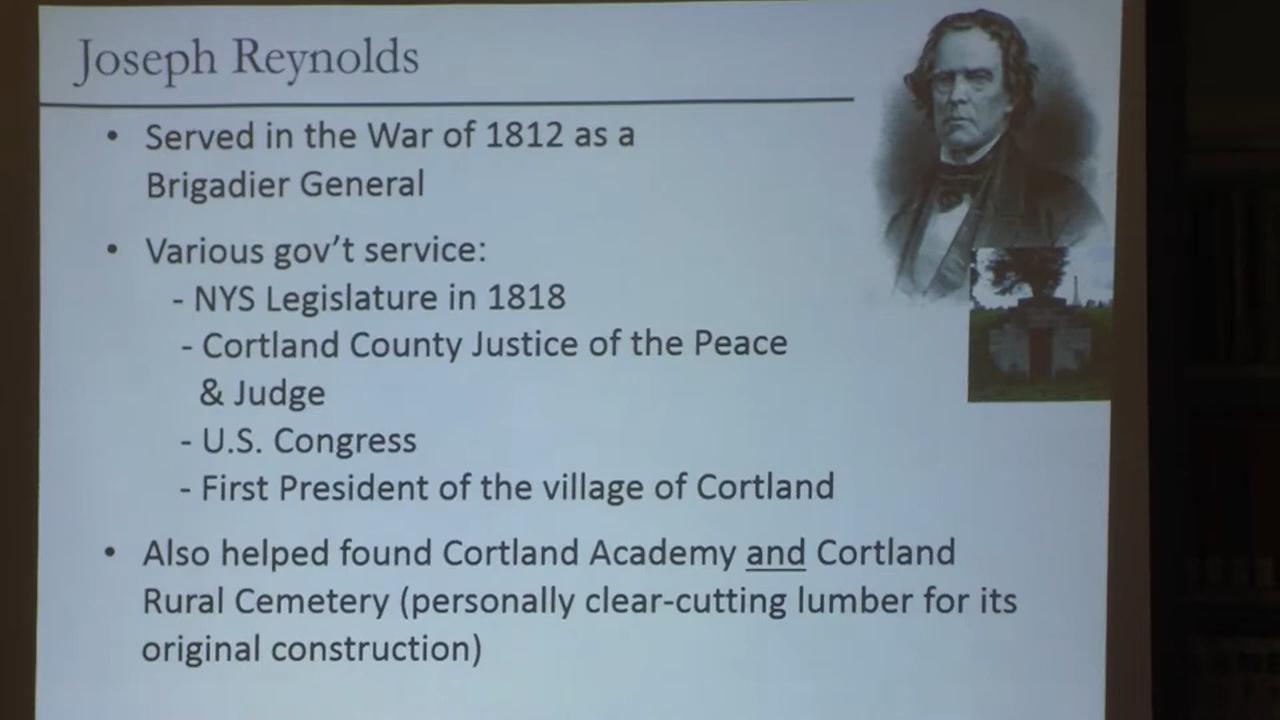 Joseph Reynolds
• Served in the War of 1812 as a
Brigadier General
• Various gov't service:
- NYS Legislature in 1818
- Cortland County Justice of the Peace
& Judge
- U.S. Congress
- First President of the village of Cortland
• Also helped found Cortland Academy and Cortland
Rural Cemetery (personally clear-cutting lumber for its
original construction)